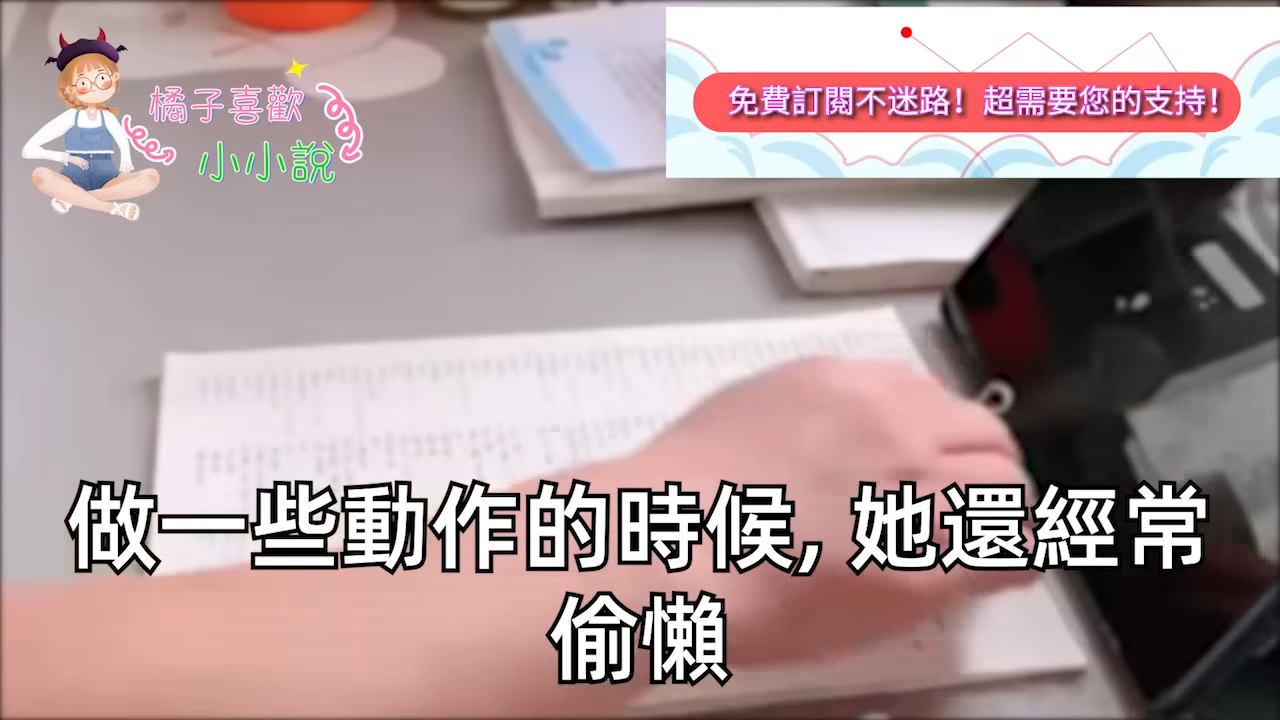 橘子喜歡
小小說
免費訂閱不迷路！超需要您的支持！
做一些動作的時候, 她還經常
偷懶